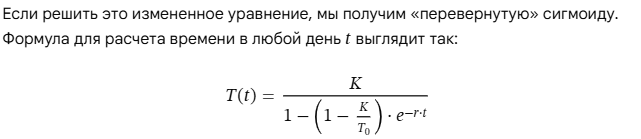 Если решить это измененное уравнение, мы получим «перевернутую» сигмоиду.
Формула для расчета времени в любой день t выглядит так:
T(t) = K / (1 − (1 − K/T₀) · e^(−r·t))